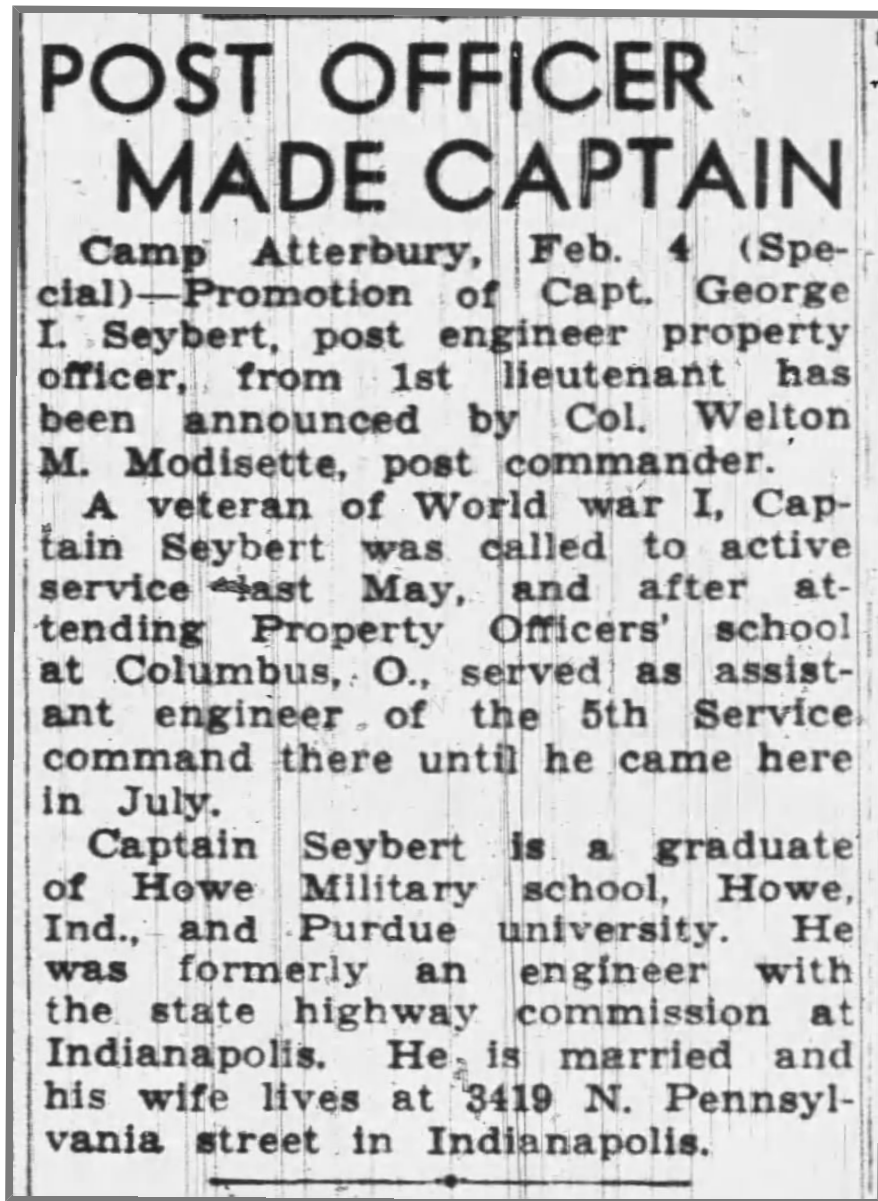 POST OFFICER
MADE CAPTAIN
Camp Atterbury, Feb. 4 (Spe-
cial)—Promotion of Capt. George
I. Seybert, post engineer property
officer, from 1st lieutenant has
been announced by Col. Welton
M. Modisette, post commander.
A veteran of World war I, Cap-
tain Seybert was called to active
service last May, and after at-
tending Property Officers' school
at Columbus, O., served as assist-
ant engineer of the 5th Service
command there until he came here
in July.
Captain Seybert is a graduate
of Howe Military school, Howe,
Ind., and Purdue university. He
was formerly an engineer with
the state highway commission at
Indianapolis. He is married and
his wife lives at 3419 N. Pennsyl-
vania street in Indianapolis.